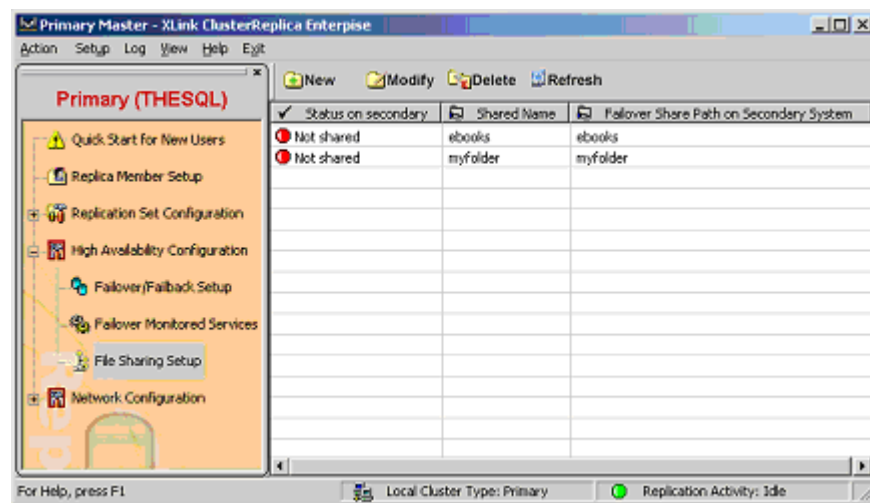 Primary Master - XLink ClusterReplica Enterpise
Action Setup Log View Help Exit
New Modify Delete Refresh
Primary (THESQL)
Status on secondary Shared Name Failover Share Path on Secondary System
Not shared ebooks ebooks
Not shared myfolder myfolder
Quick Start for New Users
Replica Member Setup
Replication Set Configuration
High Availability Configuration
Failover/Failback Setup
Failover Monitored Services
File Sharing Setup
Network Configuration
Rep
For Help, press F1 Local Cluster Type: Primary Replication Activity: Idle